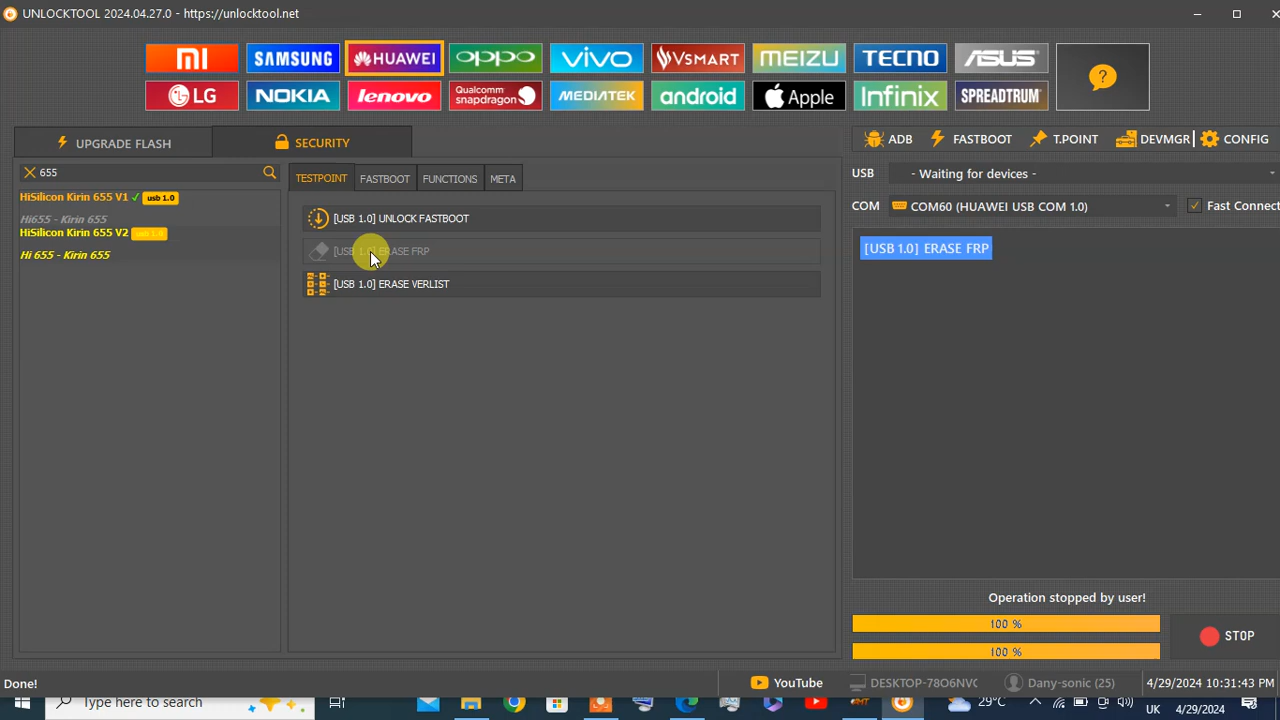 UNLOCKTOOL 2024.04.27.0 - https://unlocktool.net
mi SAMSUNG HUAWEI oppo vivo VSMART MEIZU TECNO ASUS ?
LG NOKIA lenovo Qualcomm snapdragon MEDIATEK android Apple Infinix SPREADTRUM
UPGRADE FLASH SECURITY
ADB FASTBOOT T.POINT DEVMGR CONFIG
655
TESTPOINT FASTBOOT FUNCTIONS META
USB - Waiting for devices -
HiSilicon Kirin 655 V1 ✓ usb 1.0
Hi655 - Kirin 655
HiSilicon Kirin 655 V2 usb 1.0
Hi 655 - Kirin 655
[USB 1.0] UNLOCK FASTBOOT
[USB 1.0] ERASE FRP
[USB 1.0] ERASE VERLIST
COM COM60 (HUAWEI USB COM 1.0) Fast Connect
[USB 1.0] ERASE FRP
Operation stopped by user!
100 %
100 %
STOP
Done! YouTube DESKTOP-78O6NVC Dany-sonic (25) 4/29/2024 10:31:43 PM
Type here to search 29°C UK 4/29/2024